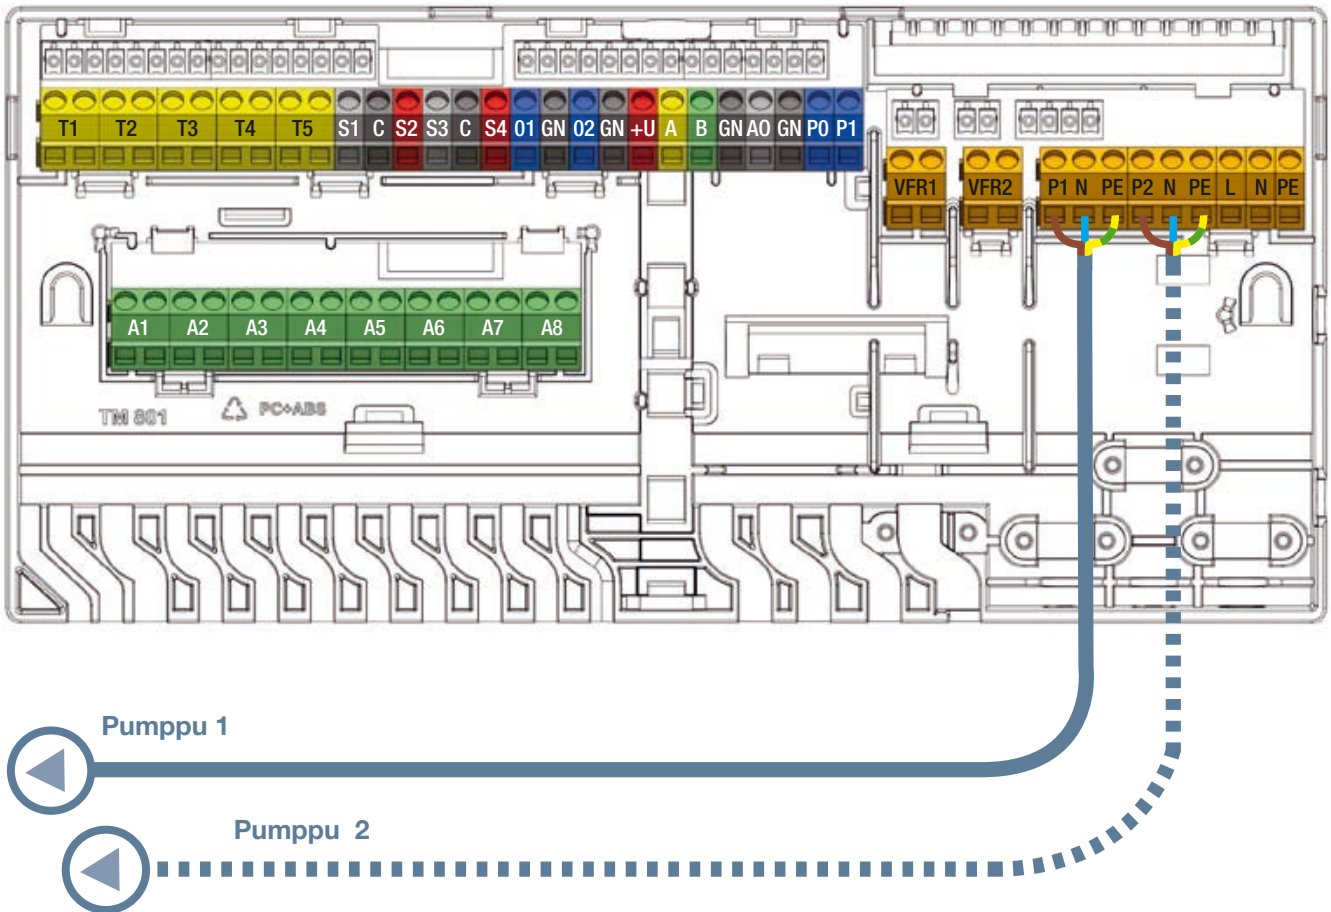 T1 T2 T3 T4 T5 S1 C S2 S3 C S4 01 GN 02 GN +U A B GN AO GN P0 P1
VFR1 VFR2 P1 N PE P2 N PE L N PE
A1 A2 A3 A4 A5 A6 A7 A8
TM 801 PC+ABS
Pumppu 1
Pumppu 2